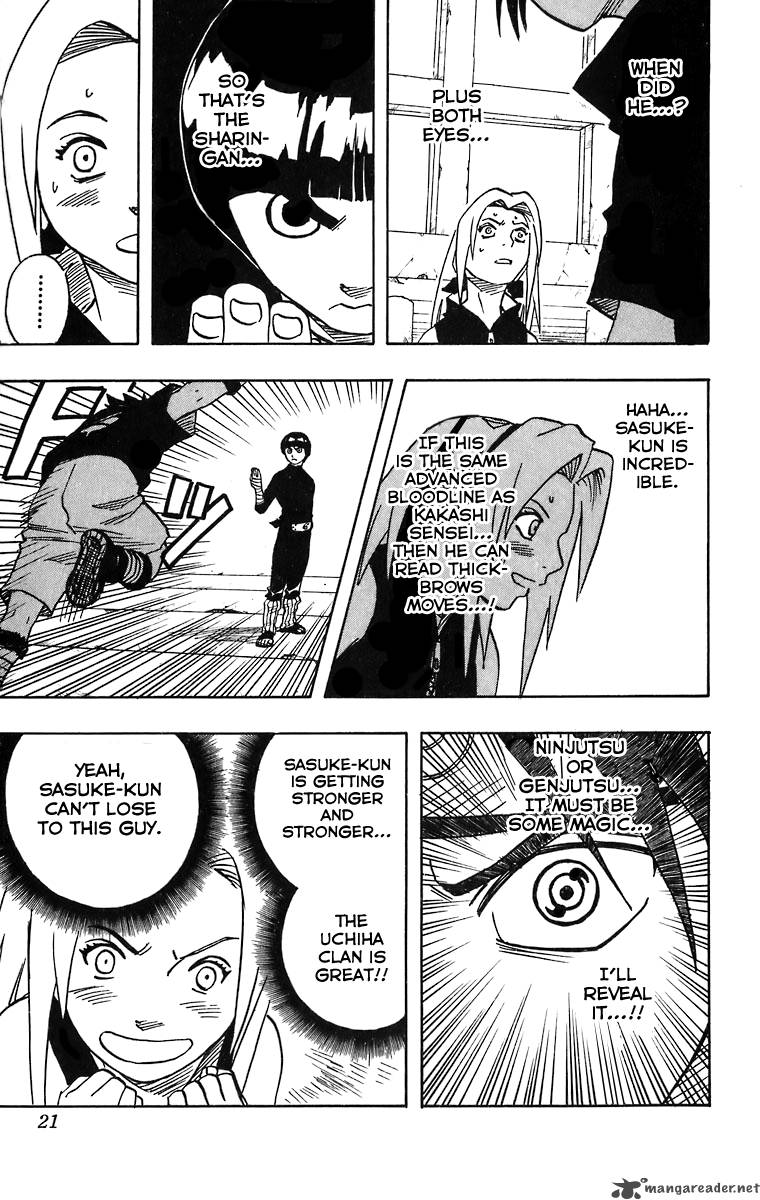 WHEN
DID
HE...?
PLUS
BOTH
EYES...
SO
THAT'S
THE
SHARIN-
GAN...
.........
HAHA...
SASUKE-
KUN IS
INCRED-
IBLE.
IF THIS
IS THE SAME
ADVANCED
BLOODLINE AS
KAKASHI
SENSEI...
THEN HE CAN
READ THICK-
BROWS
MOVES...!
ダッ
NINJUTSU
OR
GENJUTSU...
IT MUST BE
SOME MAGIC...
I'LL
REVEAL
IT...!!
SASUKE-KUN
IS GETTING
STRONGER
AND
STRONGER...
THE
UCHIHA
CLAN IS
GREAT!!
YEAH,
SASUKE-KUN
CAN'T LOSE
TO THIS GUY.
21
mangareader.net